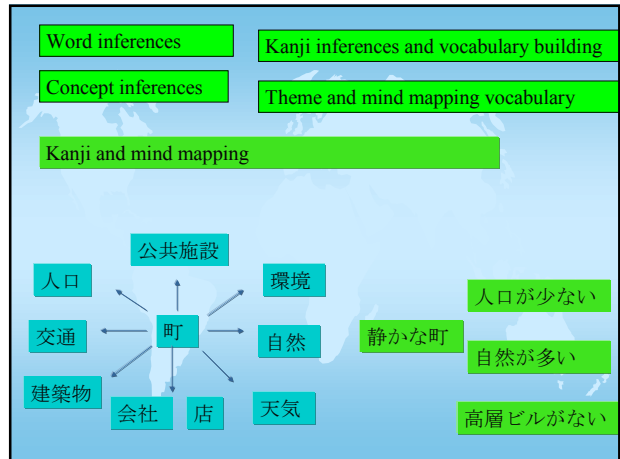 Word inferences
Kanji inferences and vocabulary building
Concept inferences
Theme and mind mapping vocabulary
Kanji and mind mapping
公共施設
人口
環境
人口が少ない
交通
町
自然
静かな町
自然が多い
建築物
会社
店
天気
高層ビルがない